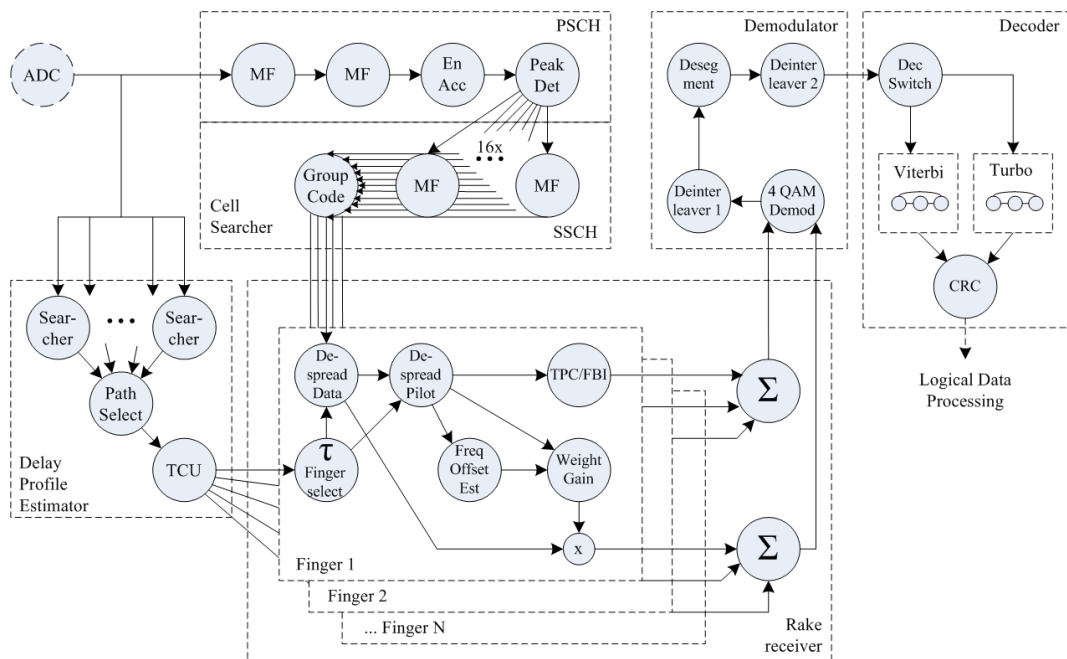 PSCH
Demodulator
Decoder
ADC
MF
MF
En
Acc
Peak
Det
Deseg
ment
Deinter
leaver 2
Dec
Switch
16x
•••
Group
Code
MF
MF
Cell
Searcher
SSCH
Deinter
leaver 1
4 QAM
Demod
Viterbi
Turbo
CRC
Logical Data
Processing
Sear-
cher
•••
Sear-
cher
Path
Select
TCU
Delay
Profile
Estimator
De-
spread
Data
De-
spread
Pilot
TPC/FBI
Σ
τ
Finger
select
Freq
Offset
Est
Weight
Gain
x
Σ
Finger 1
Finger 2
... Finger N
Rake
receiver